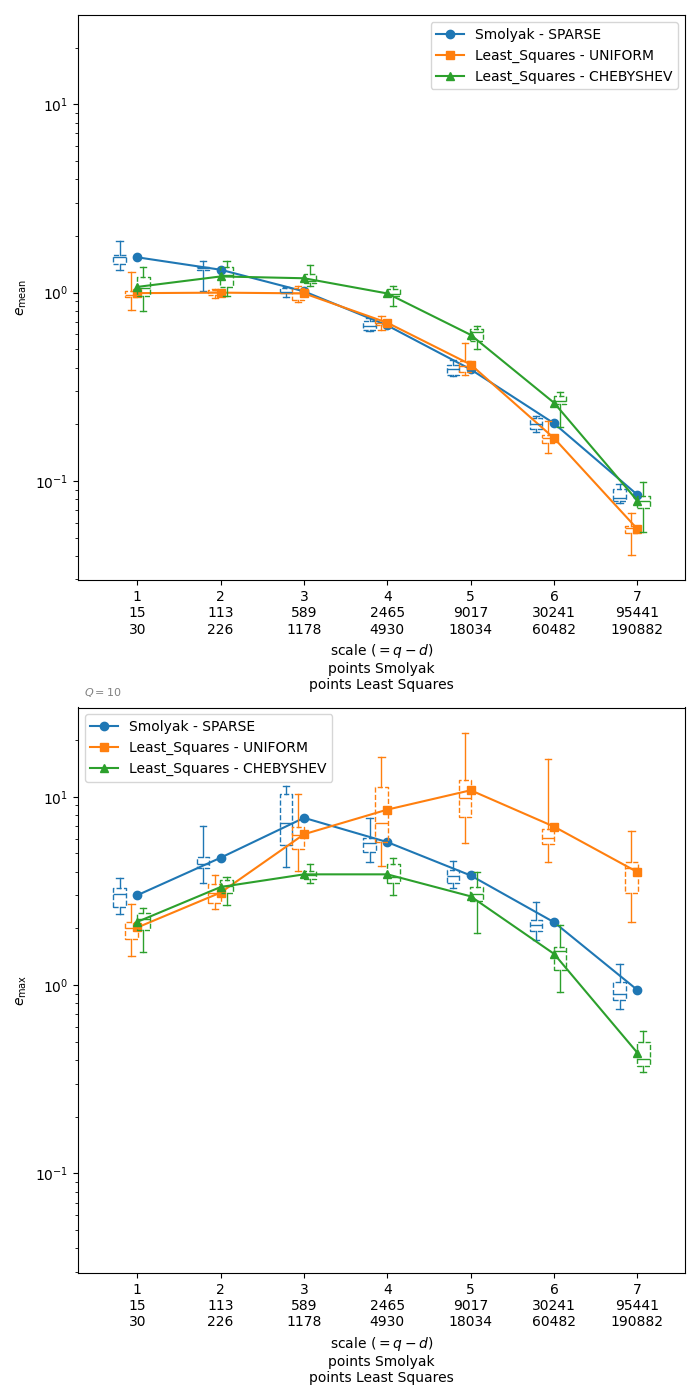 Smolyak - SPARSE
Least_Squares - UNIFORM
Least_Squares - CHEBYSHEV
10^1
10^0
10^{-1}
e_mean
1 2 3 4 5 6 7
15 113 589 2465 9017 30241 95441
30 226 1178 4930 18034 60482 190882
scale (= q − d)
points Smolyak
points Least Squares
Q = 10
Smolyak - SPARSE
Least_Squares - UNIFORM
Least_Squares - CHEBYSHEV
10^1
10^0
10^{-1}
e_max
1 2 3 4 5 6 7
15 113 589 2465 9017 30241 95441
30 226 1178 4930 18034 60482 190882
scale (= q − d)
points Smolyak
points Least Squares